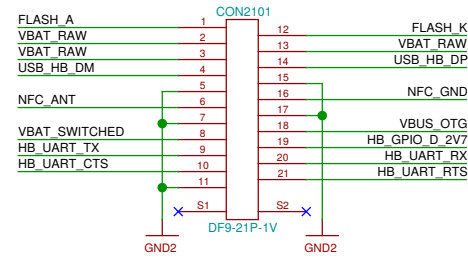 CON2101
FLASH_A 1
12 FLASH_K
VBAT_RAW 2
13 VBAT_RAW
VBAT_RAW 3
14 USB_HB_DP
USB_HB_DM 4
15
5
16 NFC_GND
NFC_ANT 6
17
7
18 VBUS_OTG
VBAT_SWITCHED 8
19 HB_GPIO_D_2V7
HB_UART_TX 9
20 HB_UART_RX
HB_UART_CTS 10
21 HB_UART_RTS
11
S1 S2
DF9-21P-1V
GND2 GND2